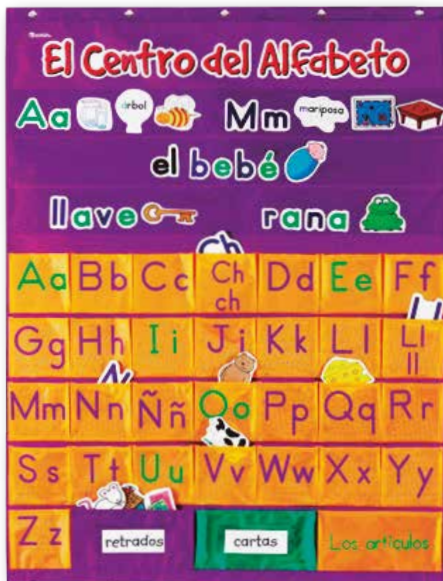 El Centro del Alfabeto
Aa árbol Mm mariposa
el bebé
llave rana
Ch
Aa Bb Cc Ch ch Dd Ee Ff
Gg Hh Ii Jj Kk Ll Ll ll
Mm Nn Ññ Oo Pp Qq Rr
Ss Tt Uu Vv Ww Xx Yy
Zz retrados cartas Los artículos